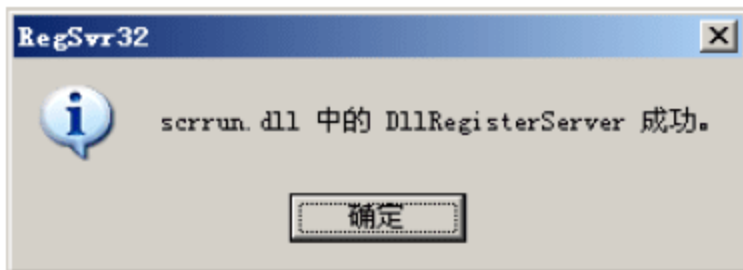 RegSvr32
scrrun.dll 中的 DllRegisterServer 成功。
确定